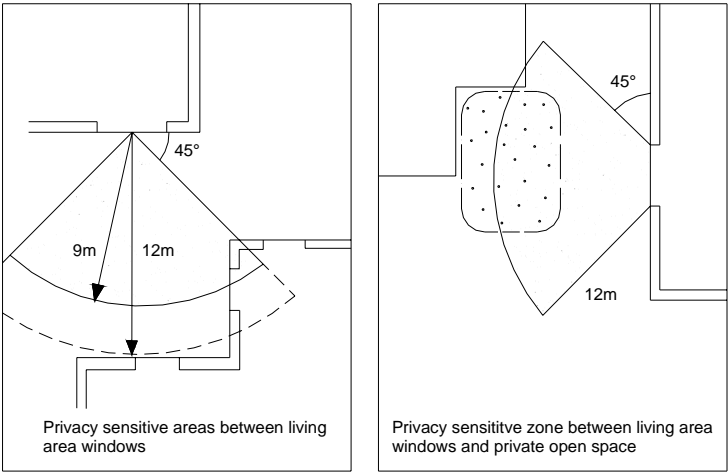 45°
9m
12m
Privacy sensitive areas between living
area windows
45°
12m
Privacy sensititve zone between living area
windows and private open space